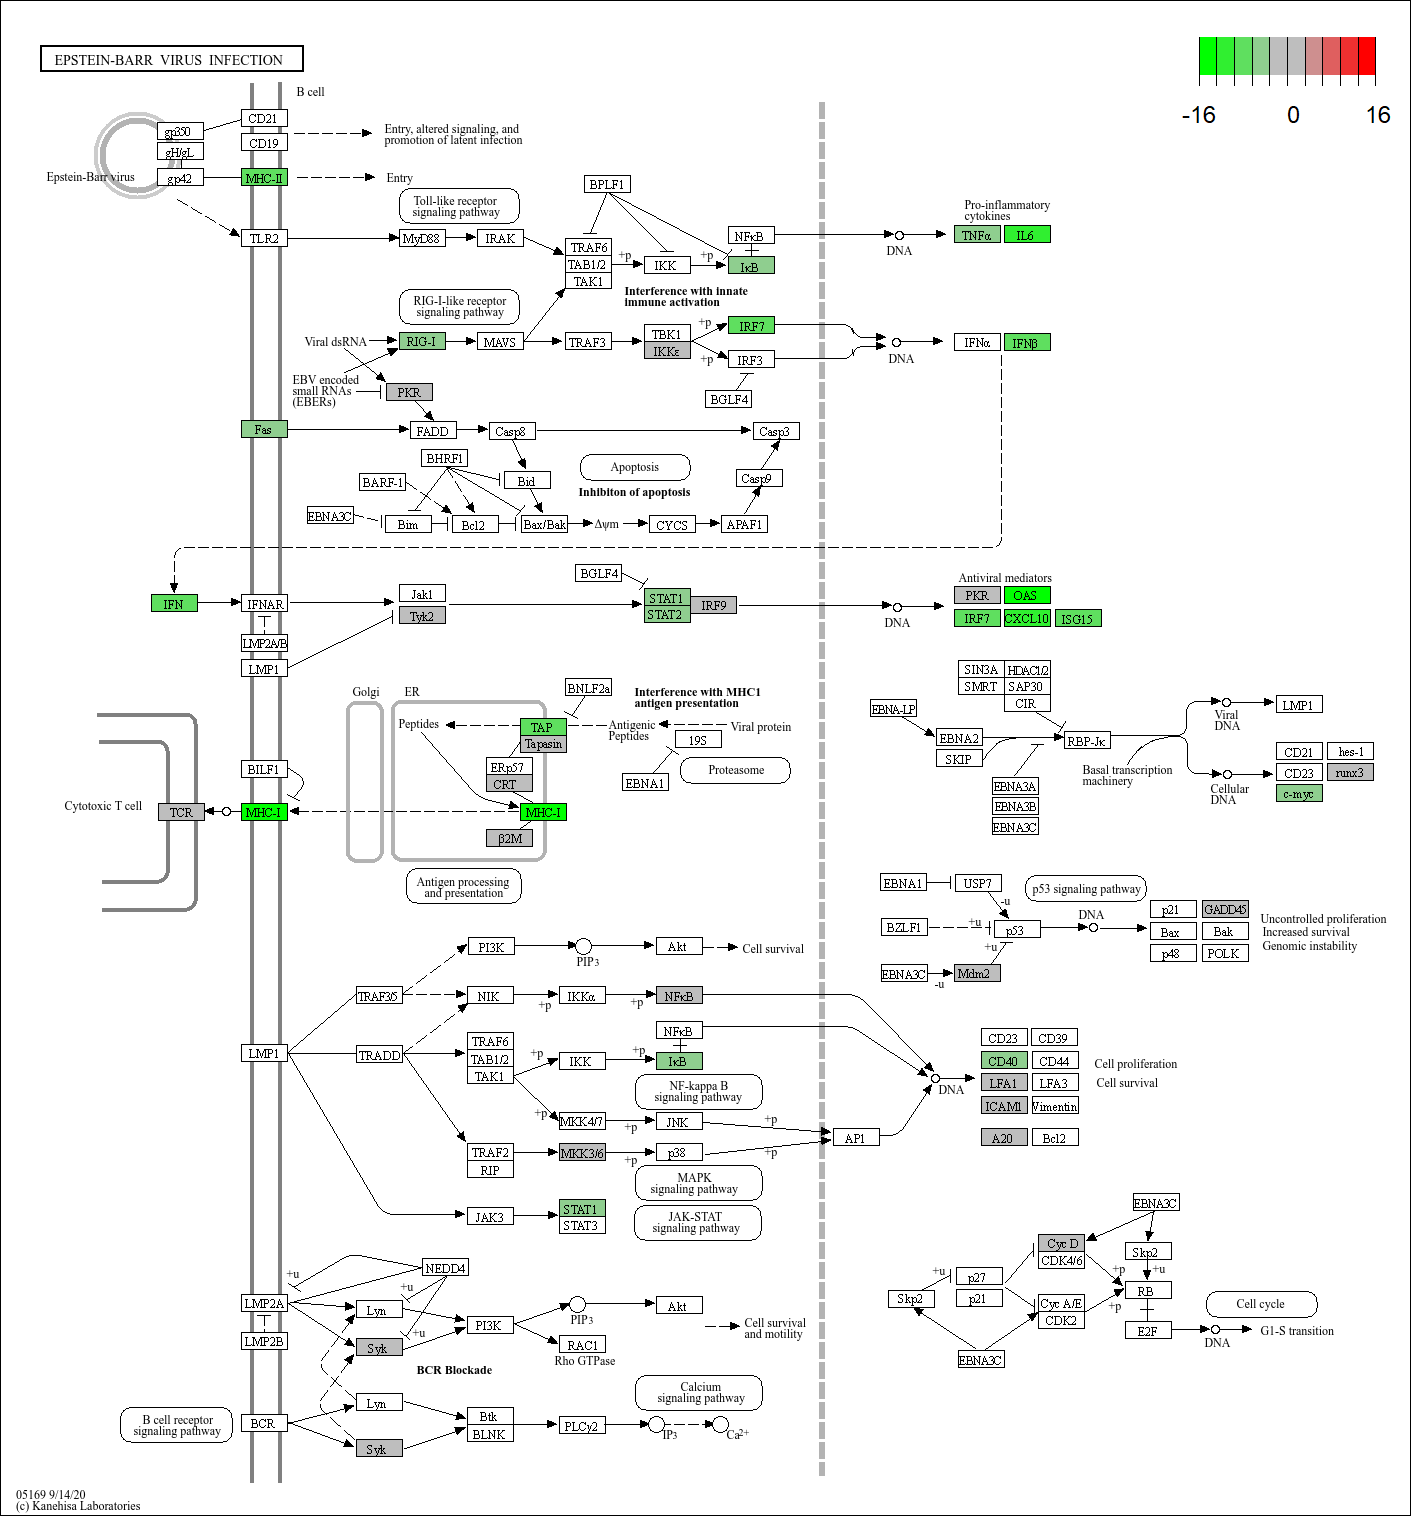 EPSTEIN-BARR VIRUS INFECTION
-16 0 16
B cell
gp350
CD21
gH/gL
CD19
Entry, altered signaling, and
promotion of latent infection
Epstein-Barr virus
gp42
MHC-II
Entry
BPLF1
Toll-like receptor
signaling pathway
Pro-inflammatory
cytokines
TLR2
MyD88
IRAK
TRAF6
TAB1/2
TAK1
+p
IKK
+p
NFκB
IκB
DNA
TNFα
IL6
Interference with innate
immune activation
RIG-I-like receptor
signaling pathway
Viral dsRNA
RIG-I
MAVS
TRAF3
TBK1
IKKε
+p
+p
IRF7
IRF3
DNA
IFNα
IFNβ
EBV encoded
small RNAs
(EBERs)
PKR
BGLF4
Fas
FADD
Casp8
Casp3
BHRF1
Apoptosis
BARF-1
Bid
Casp9
Inhibiton of apoptosis
EBNA3C
Bim
Bcl2
Bax/Bak
Δψm
CYCS
APAF1
BGLF4
Antiviral mediators
IFN
IFNAR
Jak1
Tyk2
STAT1
STAT2
IRF9
DNA
PKR
OAS
IRF7
CXCL10
ISG15
LMP2A/B
LMP1
Golgi
ER
BNLF2a
Interference with MHC1
antigen presentation
Peptides
TAP
Tapasin
Antigenic
Peptides
Viral protein
19S
ERp57
CRT
EBNA1
Proteasome
BILF1
Cytotoxic T cell
TCR
MHC-I
MHC-I
β2M
Antigen processing
and presentation
SIN3A
HDAC1/2
SMRT
SAP30
CIR
EBNA-LP
EBNA2
SKIP
RBP-Jκ
Viral
DNA
LMP1
Basal transcription
machinery
EBNA3A
EBNA3B
EBNA3C
Cellular
DNA
CD21
hes-1
CD23
runx3
c-myc
EBNA1
USP7
p53 signaling pathway
-u
BZLF1
+u
p53
DNA
+u
EBNA3C
-u
Mdm2
p21
GADD45
Bax
Bak
p48
POLK
Uncontrolled proliferation
Increased survival
Genomic instability
PI3K
PIP3
Akt
Cell survival
TRAF3/5
NIK
+p
IKKα
+p
NFκB
LMP1
TRADD
TRAF6
TAB1/2
TAK1
+p
IKK
+p
NFκB
IκB
NF-kappa B
signaling pathway
+p
MKK4/7
+p
JNK
+p
TRAF2
RIP
MKK3/6
+p
p38
+p
AP1
MAPK
signaling pathway
JAK3
STAT1
STAT3
JAK-STAT
signaling pathway
DNA
CD23
CD39
CD40
CD44
LFA1
LFA3
ICAM1
Vimentin
A20
Bcl2
Cell proliferation
Cell survival
NEDD4
+u
+u
+u
LMP2A
LMP2B
Lyn
Syk
PI3K
PIP3
Akt
RAC1
Rho GTPase
Cell survival
and motility
BCR Blockade
B cell receptor
signaling pathway
BCR
Lyn
Syk
Btk
BLNK
PLCγ2
IP3
Ca2+
Calcium
signaling pathway
EBNA3C
Cyc D
CDK4/6
Skp2
+u
+p
+u
p27
p21
Skp2
Cyc A/E
CDK2
+p
RB
E2F
DNA
Cell cycle
G1-S transition
EBNA3C
05169 9/14/20
(c) Kanehisa Laboratories